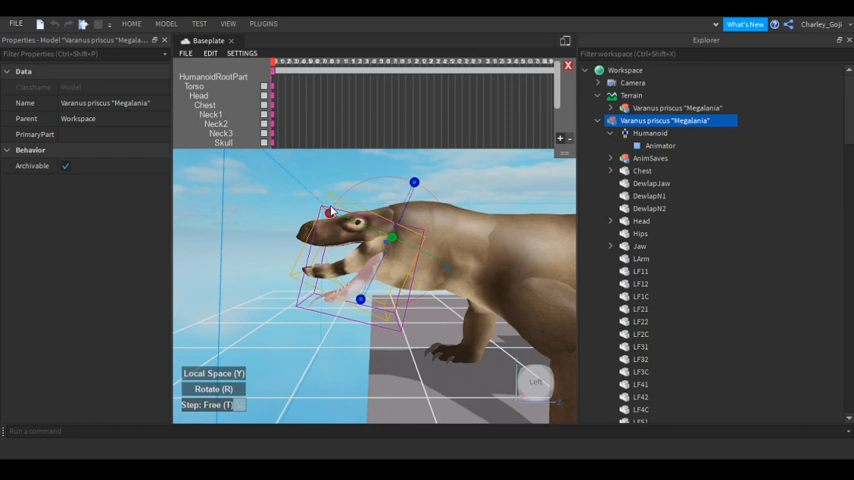 FILE HOME MODEL TEST VIEW PLUGINS What's New Charley_Goji
Properties - Model "Varanus priscus "Megala...
Filter Properties (Ctrl+Shift+P)
Data
Classname Model
Name Varanus priscus "Megalania"
Parent Workspace
PrimaryPart
Behavior
Archivable
Baseplate
FILE EDIT SETTINGS
HumanoidRootPart
Torso
Head
Chest
Neck1
Neck2
Neck3
Skull
X
Local Space (Y)
Rotate (R)
Step: Free (T) ...
Left
Z
Explorer
Filter workspace (Ctrl+Shift+X)
Workspace
Camera
Terrain
Varanus priscus "Megalania"
Varanus priscus "Megalania"
Humanoid
Animator
AnimSaves
Chest
DewlapJaw
DewlapN1
DewlapN2
Head
Hips
Jaw
LArm
LF11
LF12
LF1C
LF21
LF22
LF2C
LF31
LF32
LF3C
LF41
LF42
LF4C
LF51
Run a command